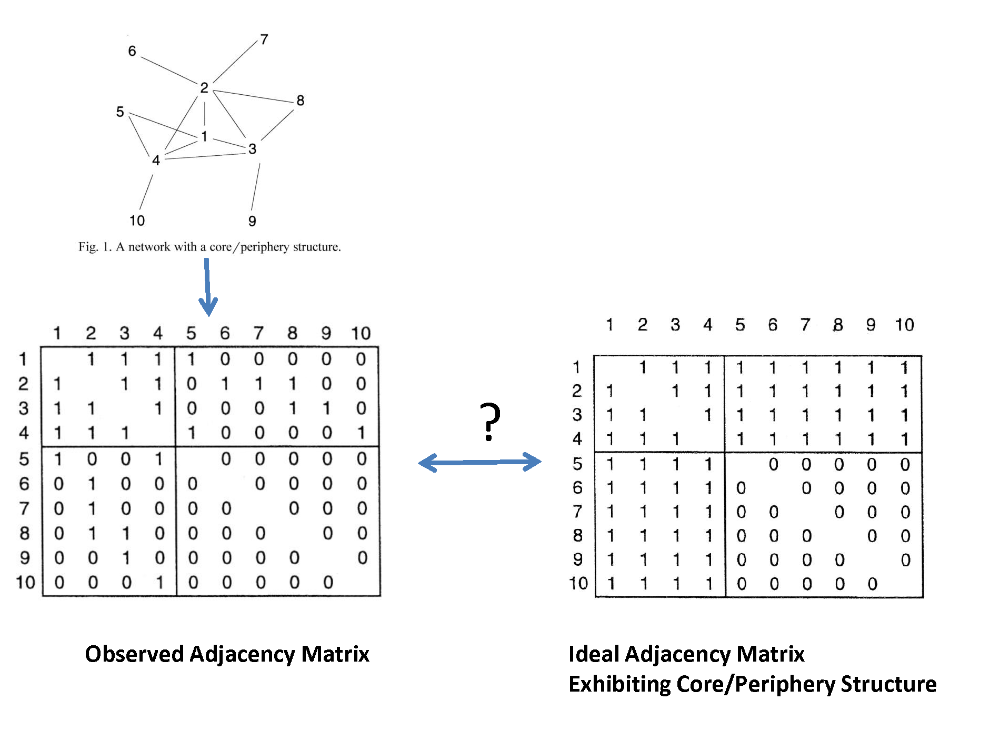 7
6
2
8
5
1
3
4
10
9
Fig. 1. A network with a core/periphery structure.
1 2 3 4 5 6 7 8 9 10
1 1 1 1 1 0 0 0 0 0
2 1 1 1 0 1 1 1 0 0
3 1 1 1 0 0 0 1 1 0
4 1 1 1 1 0 0 0 0 1
5 1 0 0 1 0 0 0 0 0
6 0 1 0 0 0 0 0 0 0
7 0 1 0 0 0 0 0 0 0
8 0 1 1 0 0 0 0 0 0
9 0 0 1 0 0 0 0 0 0
10 0 0 0 1 0 0 0 0 0
Observed Adjacency Matrix
?
1 2 3 4 5 6 7 8 9 10
1 1 1 1 1 1 1 1 1 1
2 1 1 1 1 1 1 1 1 1
3 1 1 1 1 1 1 1 1 1
4 1 1 1 1 1 1 1 1 1
5 1 1 1 1 0 0 0 0 0
6 1 1 1 1 0 0 0 0 0
7 1 1 1 1 0 0 0 0 0
8 1 1 1 1 0 0 0 0 0
9 1 1 1 1 0 0 0 0 0
10 1 1 1 1 0 0 0 0 0
Ideal Adjacency Matrix
Exhibiting Core/Periphery Structure